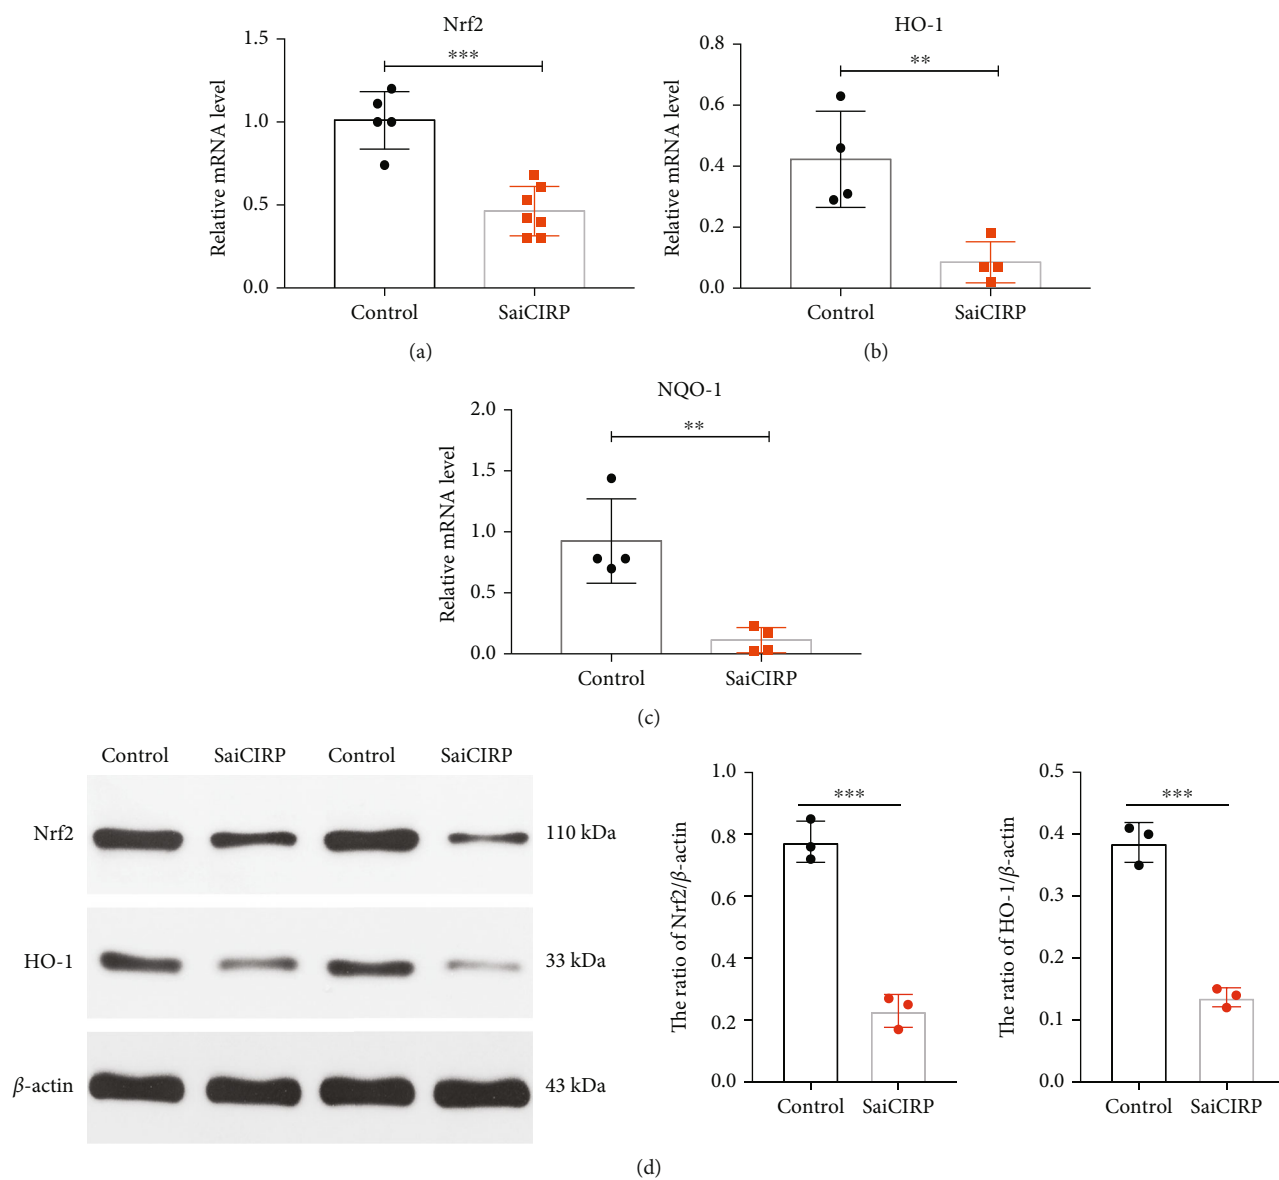 Nrf2
***
Relative mRNA level
1.5
1.0
0.5
0.0
Control SaiCIRP
(a)
HO-1
**
Relative mRNA level
0.8
0.6
0.4
0.2
0.0
Control SaiCIRP
(b)
NQO-1
**
Relative mRNA level
2.0
1.5
1.0
0.5
0.0
Control SaiCIRP
(c)
Control SaiCIRP Control SaiCIRP
Nrf2 110 kDa
HO-1 33 kDa
β-actin 43 kDa
***
The ratio of Nrf2/β-actin
1.0
0.8
0.6
0.4
0.2
0.0
Control SaiCIRP
***
The ratio of HO-1/β-actin
0.5
0.4
0.3
0.2
0.1
0.0
Control SaiCIRP
(d)